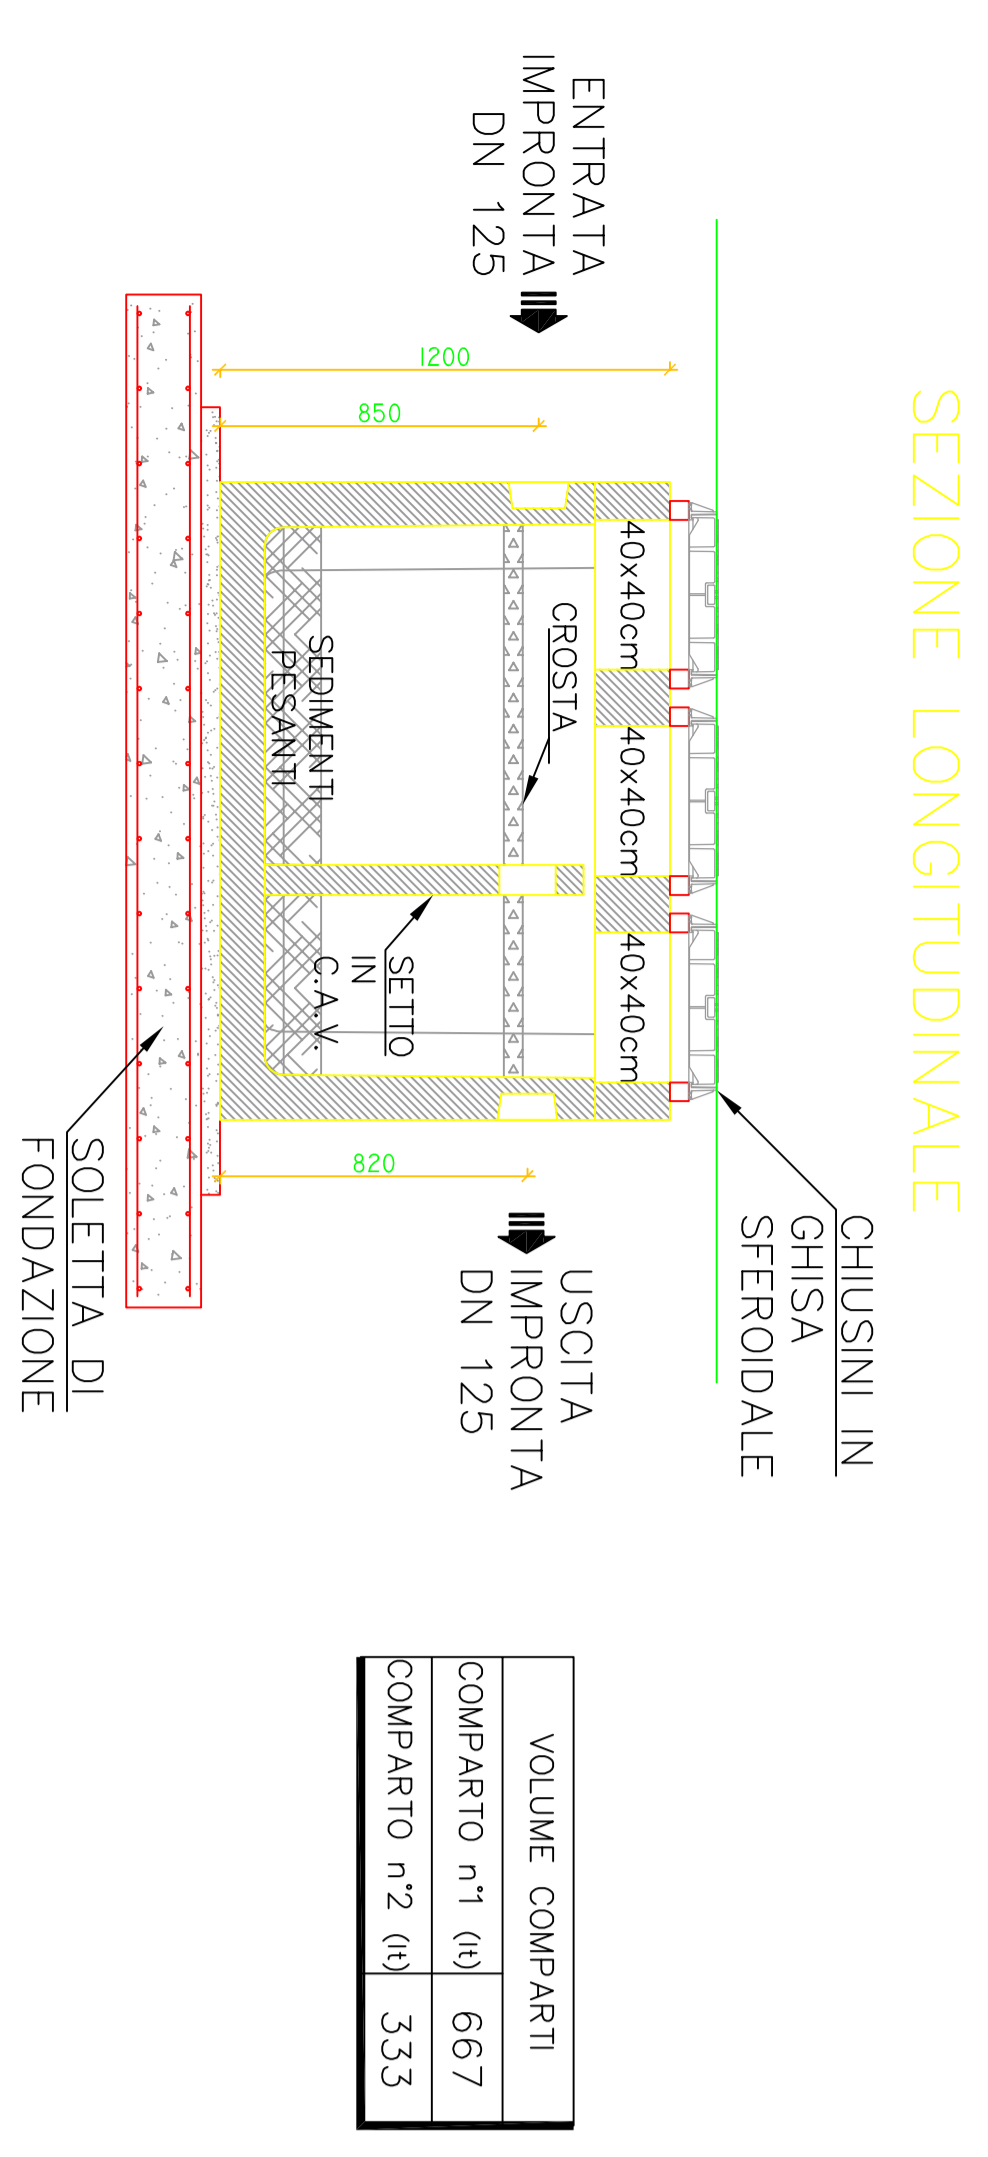 SEZIONE LONGITUDINALE
ENTRATA
IMPRONTA
DN 125
1200
850
40x40cm
40x40cm
40x40cm
CROSTA
SEDIMENTI
PESANTI
SETTO
IN
C.A.V.
820
CHIUSINI IN
GHISA
SFEROIDALE
USCITA
IMPRONTA
DN 125
SOLETTA DI
FONDAZIONE
VOLUME COMPARTI
COMPARTO n°1 (lt) 667
COMPARTO n°2 (lt) 333